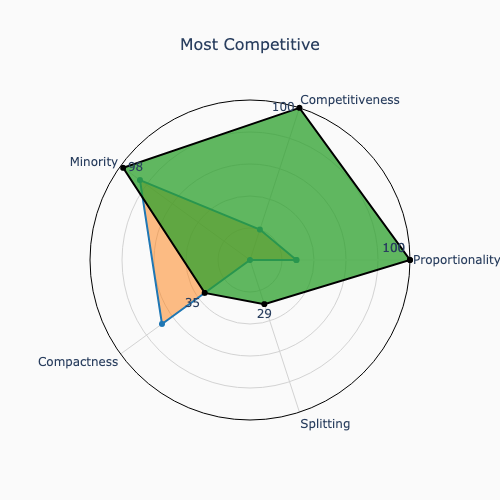 Most Competitive
Competitiveness
100
Minority
98
100
Proportionality
35
29
Compactness
Splitting